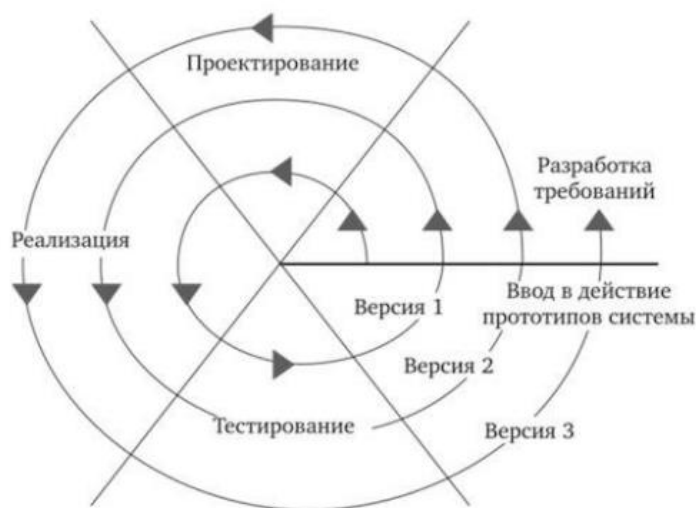 Проектирование
Разработка
требований
Реализация
Ввод в действие
прототипов системы
Версия 1
Версия 2
Тестирование
Версия 3